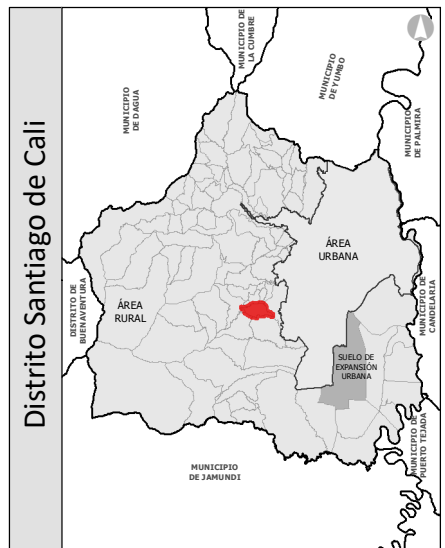 Distrito Santiago de Cali
MUNICIPIO DE
LA CUMBRE
MUNICIPIO
DE YUMBO
MUNICIPIO
DE DAGUA
MUNICIPIO
DE PALMIRA
ÁREA
URBANA
DISTRITO DE
BUENAVENTURA
ÁREA
RURAL
MUNICIPIO DE
CANDELARIA
SUELO DE
EXPANSIÓN
URBANA
MUNICIPIO DE
PUERTO TEJADA
MUNICIPIO
DE JAMUNDI